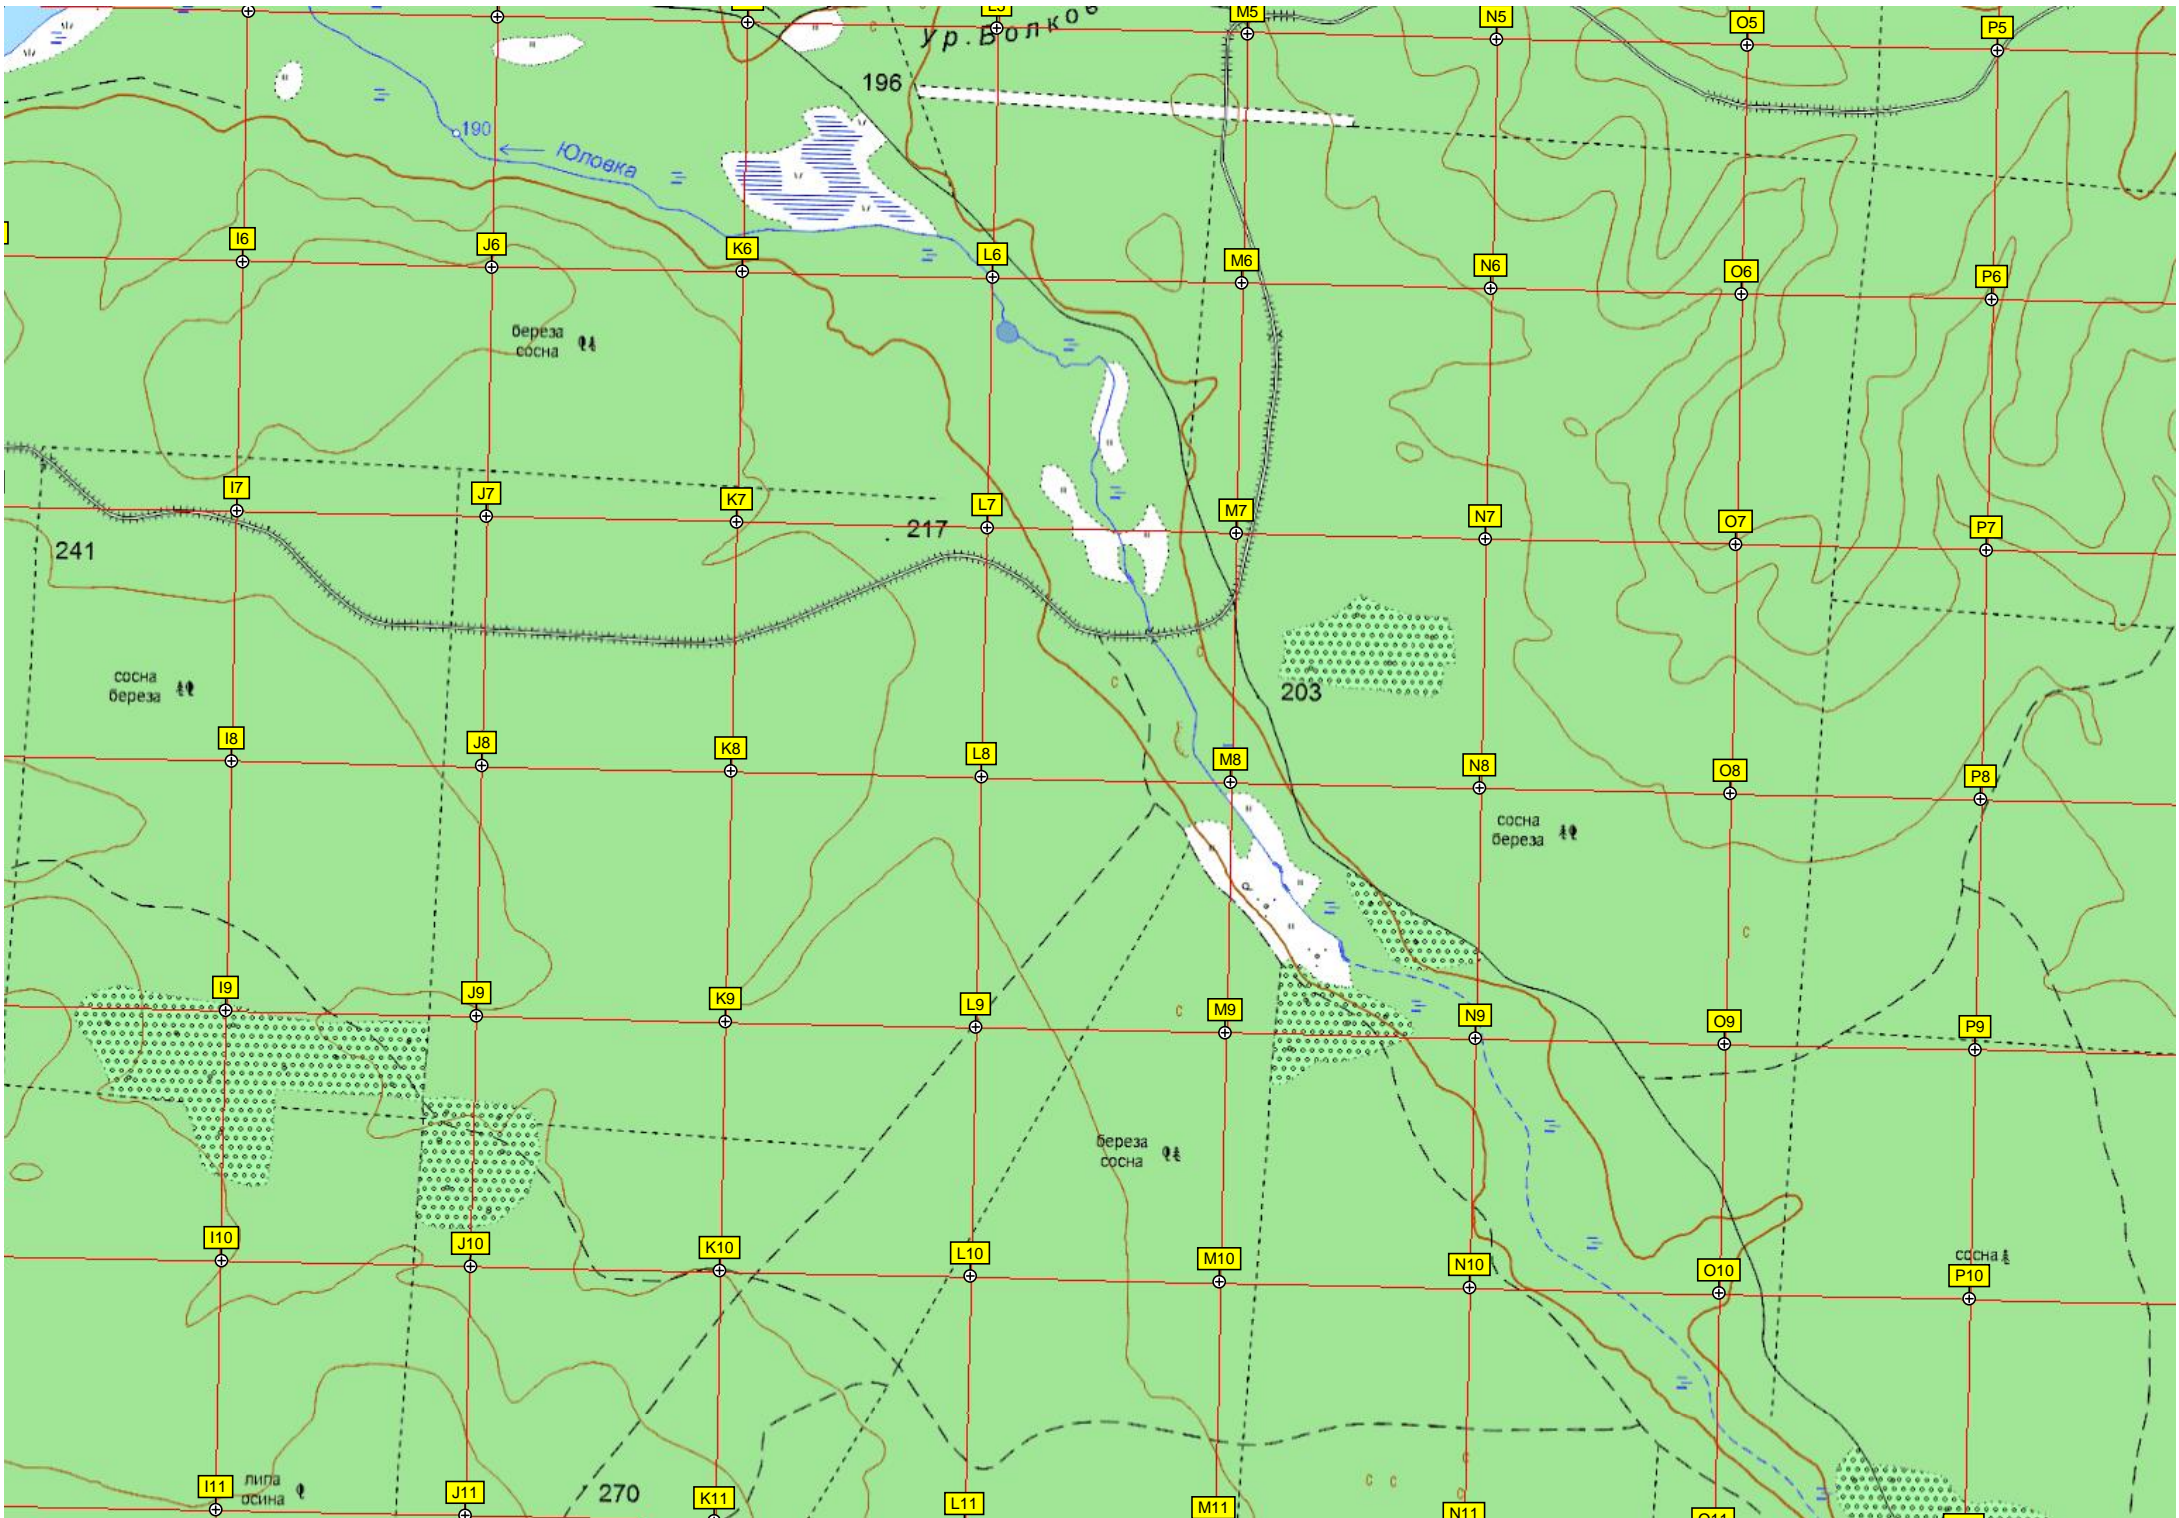 L5
M5
N5
O5
P5
ур. Волков
196
190
Юловка
I6
J6
K6
L6
M6
N6
O6
P6
береза
сосна
I7
J7
K7
L7
M7
N7
O7
P7
241
217
сосна
береза
203
I8
J8
K8
L8
M8
N8
O8
P8
сосна
береза
с
I9
J9
K9
L9
M9
N9
O9
P9
береза
сосна
I10
J10
K10
L10
M10
N10
O10
P10
сосна
I11
J11
K11
L11
M11
N11
O11
липа
осина
270